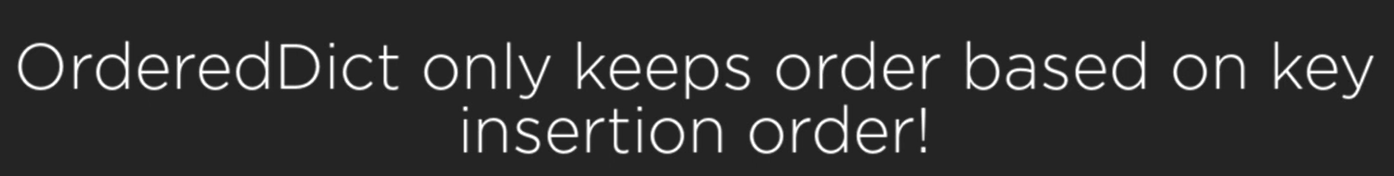 OrderedDict only keeps order based on key
insertion order!